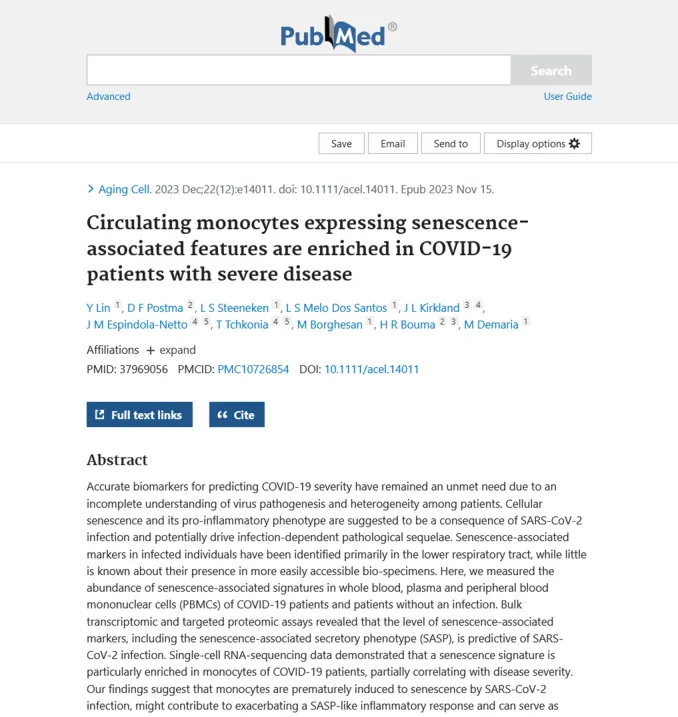 PubMed®
Search
Advanced
User Guide
Save
Email
Send to
Display options
Aging Cell. 2023 Dec;22(12):e14011. doi: 10.1111/acel.14011. Epub 2023 Nov 15.
Circulating monocytes expressing senescence-
associated features are enriched in COVID-19
patients with severe disease
Y Lin 1, D F Postma 2, L S Steeneken 1, L S Melo Dos Santos 1, J L Kirkland 3 4,
J M Espindola-Netto 4 5, T Tchkonia 4 5, M Borghesan 1, H R Bouma 2 3, M Demaria 1
Affiliations + expand
PMID: 37969056 PMCID: PMC10726854 DOI: 10.1111/acel.14011
Full text links
Cite
Abstract
Accurate biomarkers for predicting COVID-19 severity have remained an unmet need due to an
incomplete understanding of virus pathogenesis and heterogeneity among patients. Cellular
senescence and its pro-inflammatory phenotype are suggested to be a consequence of SARS-CoV-2
infection and potentially drive infection-dependent pathological sequelae. Senescence-associated
markers in infected individuals have been identified primarily in the lower respiratory tract, while little
is known about their presence in more easily accessible bio-specimens. Here, we measured the
abundance of senescence-associated signatures in whole blood, plasma and peripheral blood
mononuclear cells (PBMCs) of COVID-19 patients and patients without an infection. Bulk
transcriptomic and targeted proteomic assays revealed that the level of senescence-associated
markers, including the senescence-associated secretory phenotype (SASP), is predictive of SARS-
CoV-2 infection. Single-cell RNA-sequencing data demonstrated that a senescence signature is
particularly enriched in monocytes of COVID-19 patients, partially correlating with disease severity.
Our findings suggest that monocytes are prematurely induced to senescence by SARS-CoV-2
infection, might contribute to exacerbating a SASP-like inflammatory response and can serve as